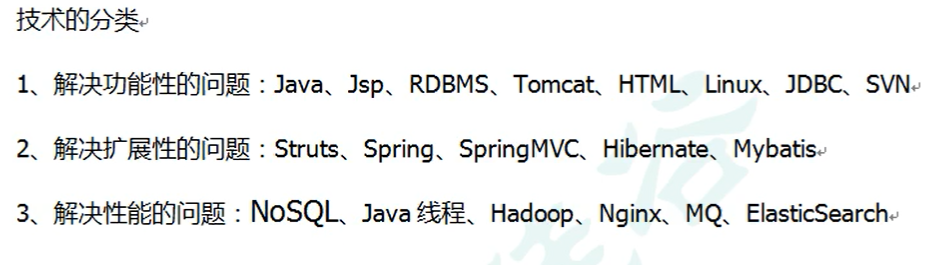 技术的分类
1、解决功能性的问题：Java、Jsp、RDBMS、Tomcat、HTML、Linux、JDBC、SVN
2、解决扩展性的问题：Struts、Spring、SpringMVC、Hibernate、Mybatis
3、解决性能的问题：NoSQL、Java 线程、Hadoop、Nginx、MQ、ElasticSearch